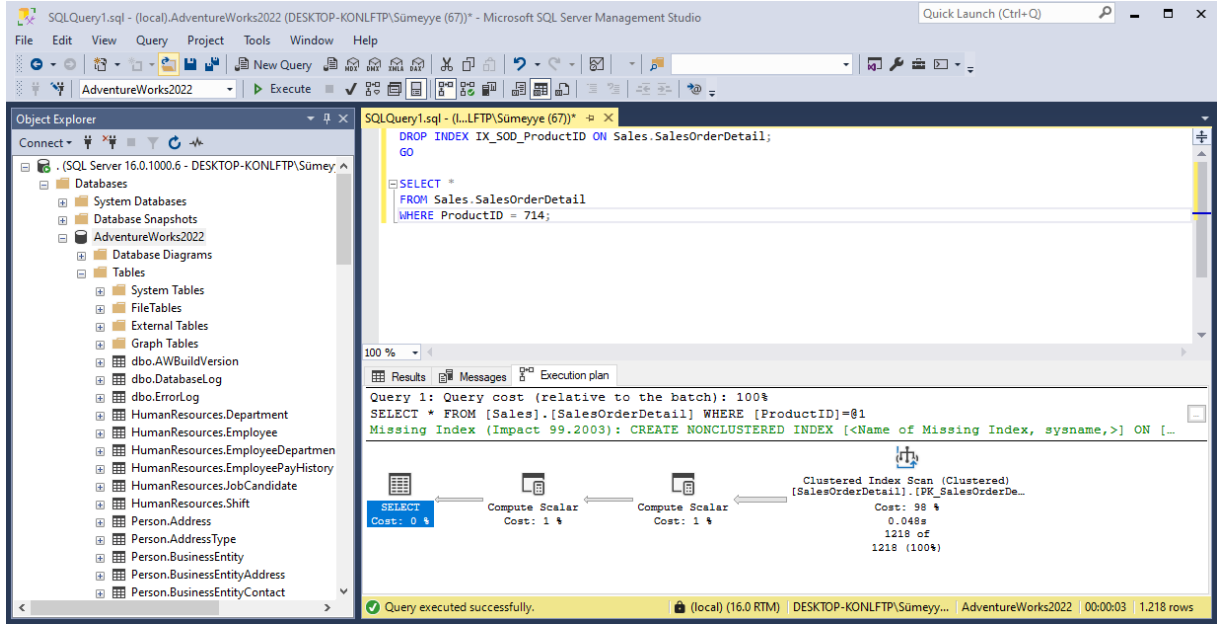 SQLQuery1.sql - (local).AdventureWorks2022 (DESKTOP-KONLFTP\Sümeyye (67))* - Microsoft SQL Server Management Studio
Quick Launch (Ctrl+Q)
File Edit View Query Project Tools Window Help
New Query
MDX DMX XMLA DAX
AdventureWorks2022
Execute
Object Explorer
Connect
. (SQL Server 16.0.1000.6 - DESKTOP-KONLFTP\Sümey
Databases
System Databases
Database Snapshots
AdventureWorks2022
Database Diagrams
Tables
System Tables
FileTables
External Tables
Graph Tables
dbo.AWBuildVersion
dbo.DatabaseLog
dbo.ErrorLog
HumanResources.Department
HumanResources.Employee
HumanResources.EmployeeDepartmen
HumanResources.EmployeePayHistory
HumanResources.JobCandidate
HumanResources.Shift
Person.Address
Person.AddressType
Person.BusinessEntity
Person.BusinessEntityAddress
Person.BusinessEntityContact
SQLQuery1.sql - (l...LFTP\Sümeyye (67))*
DROP INDEX IX_SOD_ProductID ON Sales.SalesOrderDetail;
GO
SELECT *
FROM Sales.SalesOrderDetail
WHERE ProductID = 714;
100 %
Results Messages Execution plan
Query 1: Query cost (relative to the batch): 100%
SELECT * FROM [Sales].[SalesOrderDetail] WHERE [ProductID]=@1
Missing Index (Impact 99.2003): CREATE NONCLUSTERED INDEX [<Name of Missing Index, sysname,>] ON [...
SELECT
Cost: 0 %
Compute Scalar
Cost: 1 %
Compute Scalar
Cost: 1 %
Clustered Index Scan (Clustered)
[SalesOrderDetail].[PK_SalesOrderDe...
Cost: 98 %
0.048s
1218 of
1218 (100%)
Query executed successfully.
(local) (16.0 RTM) DESKTOP-KONLFTP\Sümeyy... AdventureWorks2022 00:00:03 1.218 rows